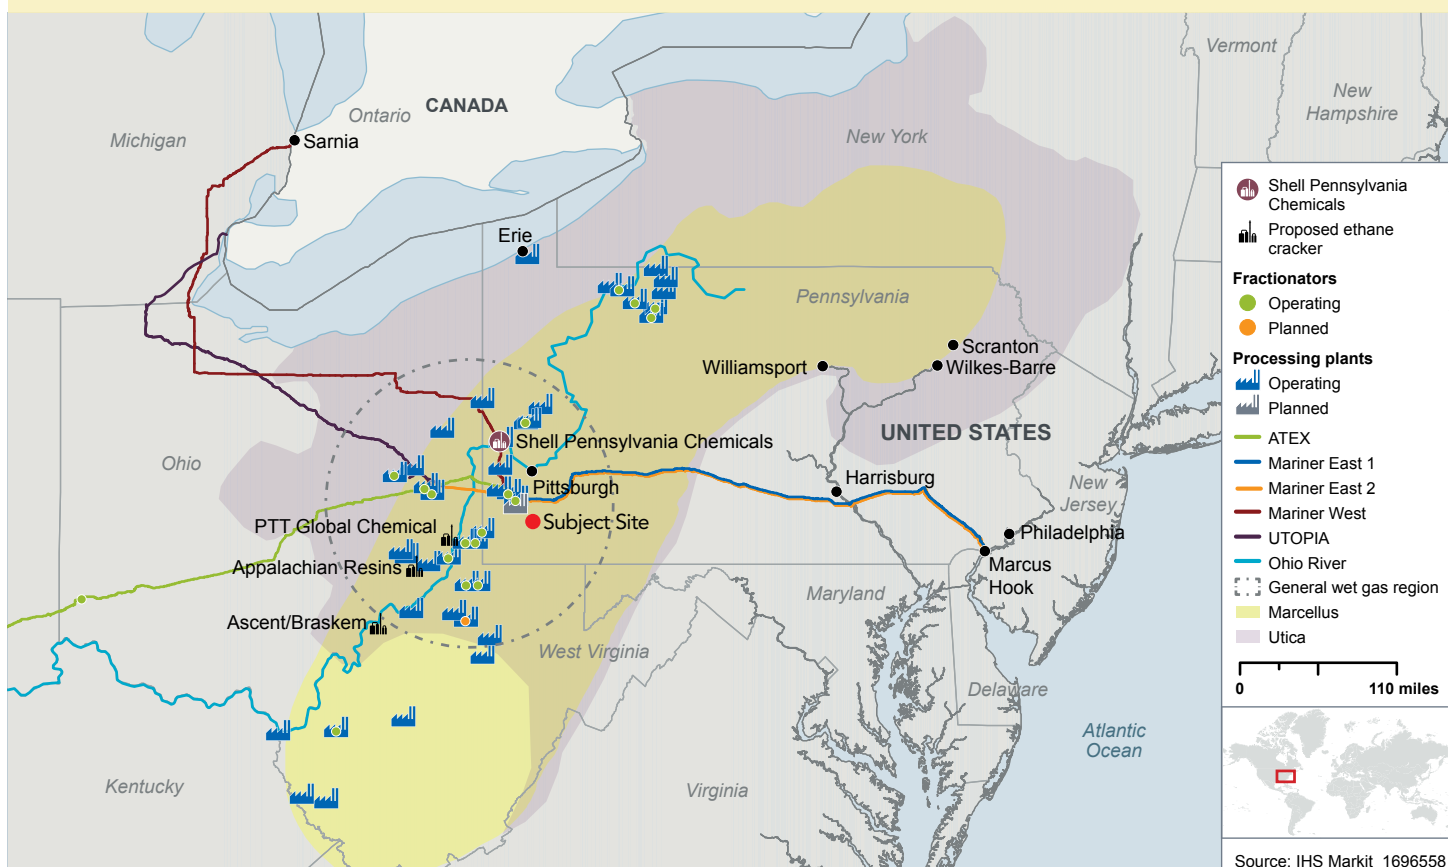 Vermont
New
Hampshire
CANADA
Ontario
Michigan
Sarnia
New York
Erie
Pennsylvania
Scranton
Williamsport
Wilkes-Barre
UNITED STATES
Shell Pennsylvania Chemicals
Ohio
Pittsburgh
Harrisburg
New
Jersey
Subject Site
PTT Global Chemical
Philadelphia
Appalachian Resins
Marcus
Hook
Maryland
Ascent/Braskem
West Virginia
Delaware
Atlantic
Ocean
Kentucky
Virginia
Shell Pennsylvania
Chemicals
Proposed ethane
cracker
Fractionators
Operating
Planned
Processing plants
Operating
Planned
ATEX
Mariner East 1
Mariner East 2
Mariner West
UTOPIA
Ohio River
General wet gas region
Marcellus
Utica
0 110 miles
Source: IHS Markit 1696558